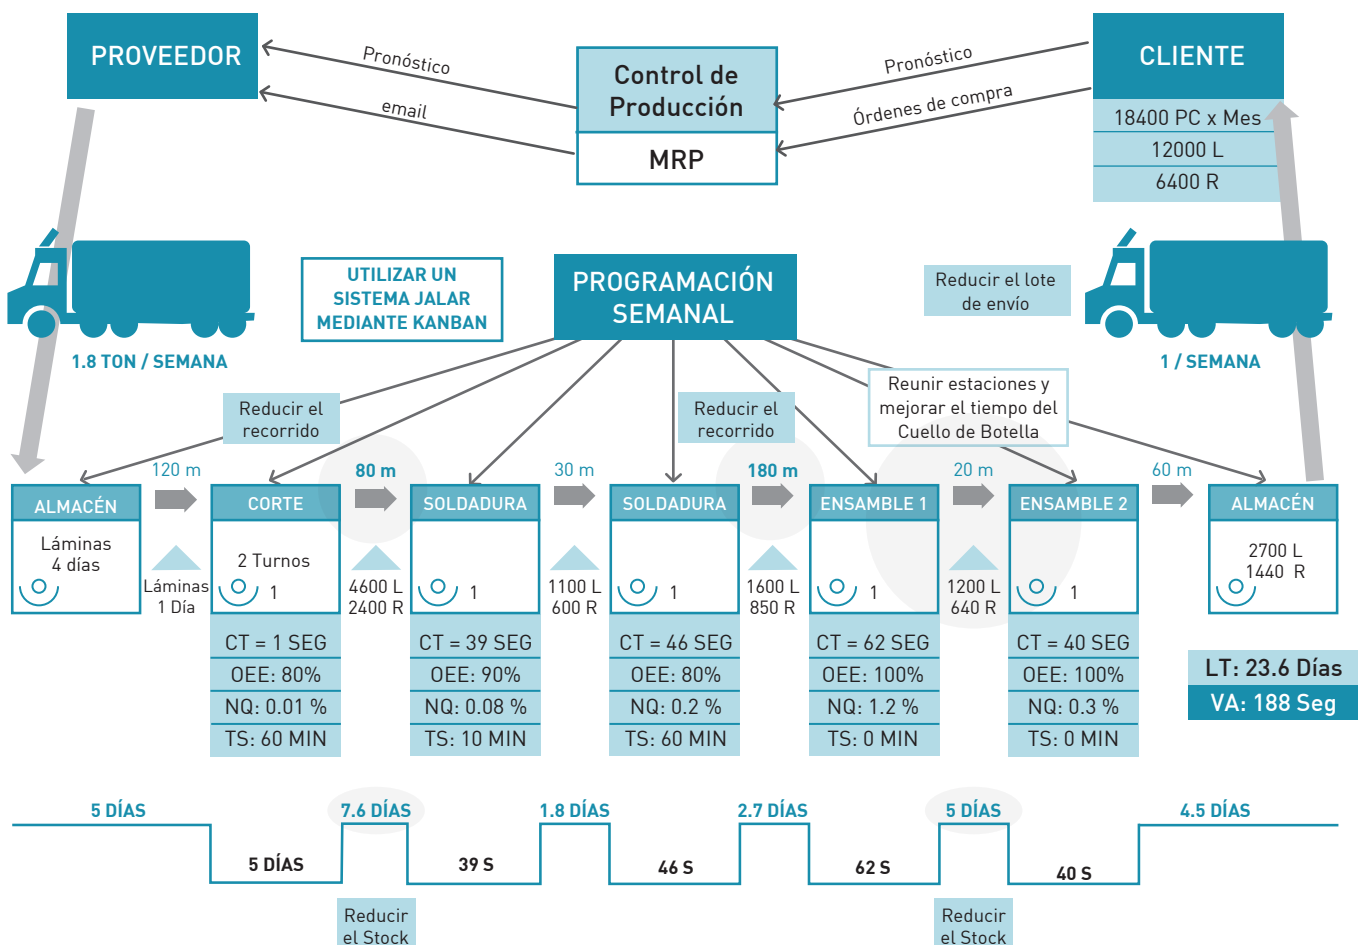 PROVEEDOR
Pronóstico
email
Control de
Producción
MRP
Pronóstico
Órdenes de compra
CLIENTE
18400 PC x Mes
12000 L
6400 R
1.8 TON / SEMANA
UTILIZAR UN
SISTEMA JALAR
MEDIANTE KANBAN
PROGRAMACIÓN
SEMANAL
Reducir el lote
de envío
1 / SEMANA
Reducir el
recorrido
Reducir el
recorrido
Reunir estaciones y
mejorar el tiempo del
Cuello de Botella
120 m
80 m
30 m
180 m
20 m
60 m
ALMACÉN
Láminas
4 días
Láminas
1 Día
CORTE
2 Turnos
1
CT = 1 SEG
OEE: 80%
NQ: 0.01 %
TS: 60 MIN
4600 L
2400 R
SOLDADURA
1
CT = 39 SEG
OEE: 90%
NQ: 0.08 %
TS: 10 MIN
1100 L
600 R
SOLDADURA
1
CT = 46 SEG
OEE: 80%
NQ: 0.2 %
TS: 60 MIN
1600 L
850 R
ENSAMBLE 1
1
CT = 62 SEG
OEE: 100%
NQ: 1.2 %
TS: 0 MIN
1200 L
640 R
ENSAMBLE 2
1
CT = 40 SEG
OEE: 100%
NQ: 0.3 %
TS: 0 MIN
ALMACÉN
2700 L
1440 R
LT: 23.6 Días
VA: 188 Seg
5 DÍAS
5 DÍAS
7.6 DÍAS
39 S
1.8 DÍAS
46 S
2.7 DÍAS
62 S
5 DÍAS
40 S
4.5 DÍAS
Reducir
el Stock
Reducir
el Stock